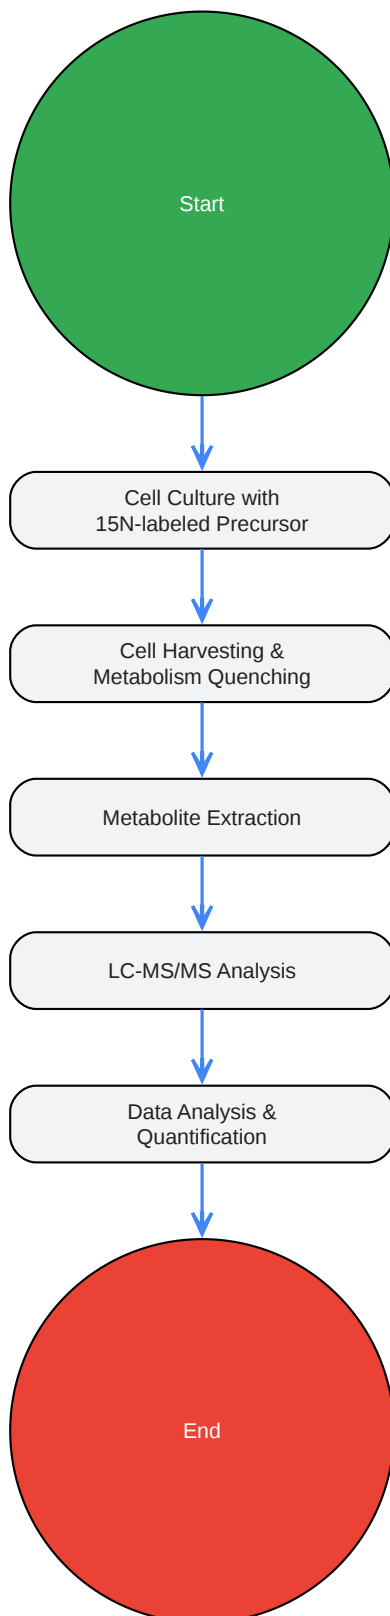 Start
Cell Culture with
15N-labeled Precursor
Cell Harvesting &
Metabolism Quenching
Metabolite Extraction
LC-MS/MS Analysis
Data Analysis &
Quantification
End